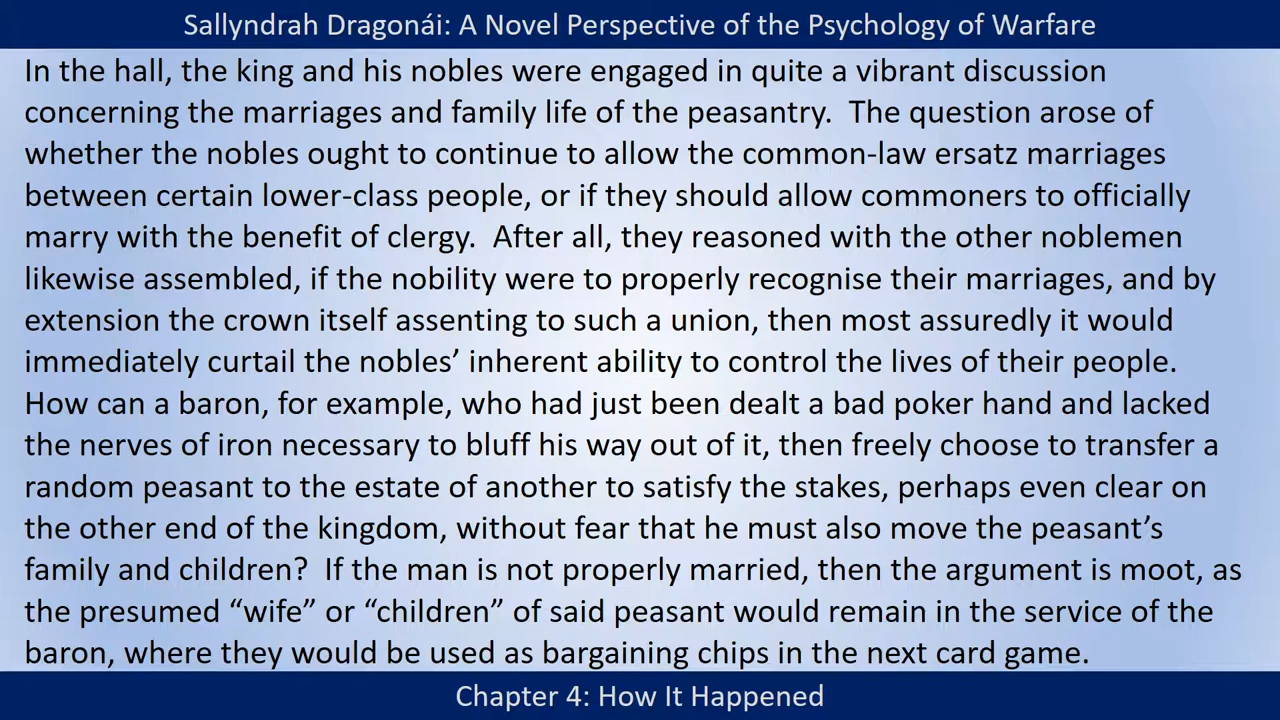 Sallyndrah Dragonái: A Novel Perspective of the Psychology of Warfare
In the hall, the king and his nobles were engaged in quite a vibrant discussion
concerning the marriages and family life of the peasantry.  The question arose of
whether the nobles ought to continue to allow the common-law ersatz marriages
between certain lower-class people, or if they should allow commoners to officially
marry with the benefit of clergy.  After all, they reasoned with the other noblemen
likewise assembled, if the nobility were to properly recognise their marriages, and by
extension the crown itself assenting to such a union, then most assuredly it would
immediately curtail the nobles’ inherent ability to control the lives of their people.
How can a baron, for example, who had just been dealt a bad poker hand and lacked
the nerves of iron necessary to bluff his way out of it, then freely choose to transfer a
random peasant to the estate of another to satisfy the stakes, perhaps even clear on
the other end of the kingdom, without fear that he must also move the peasant’s
family and children?  If the man is not properly married, then the argument is moot, as
the presumed “wife” or “children” of said peasant would remain in the service of the
baron, where they would be used as bargaining chips in the next card game.
Chapter 4: How It Happened